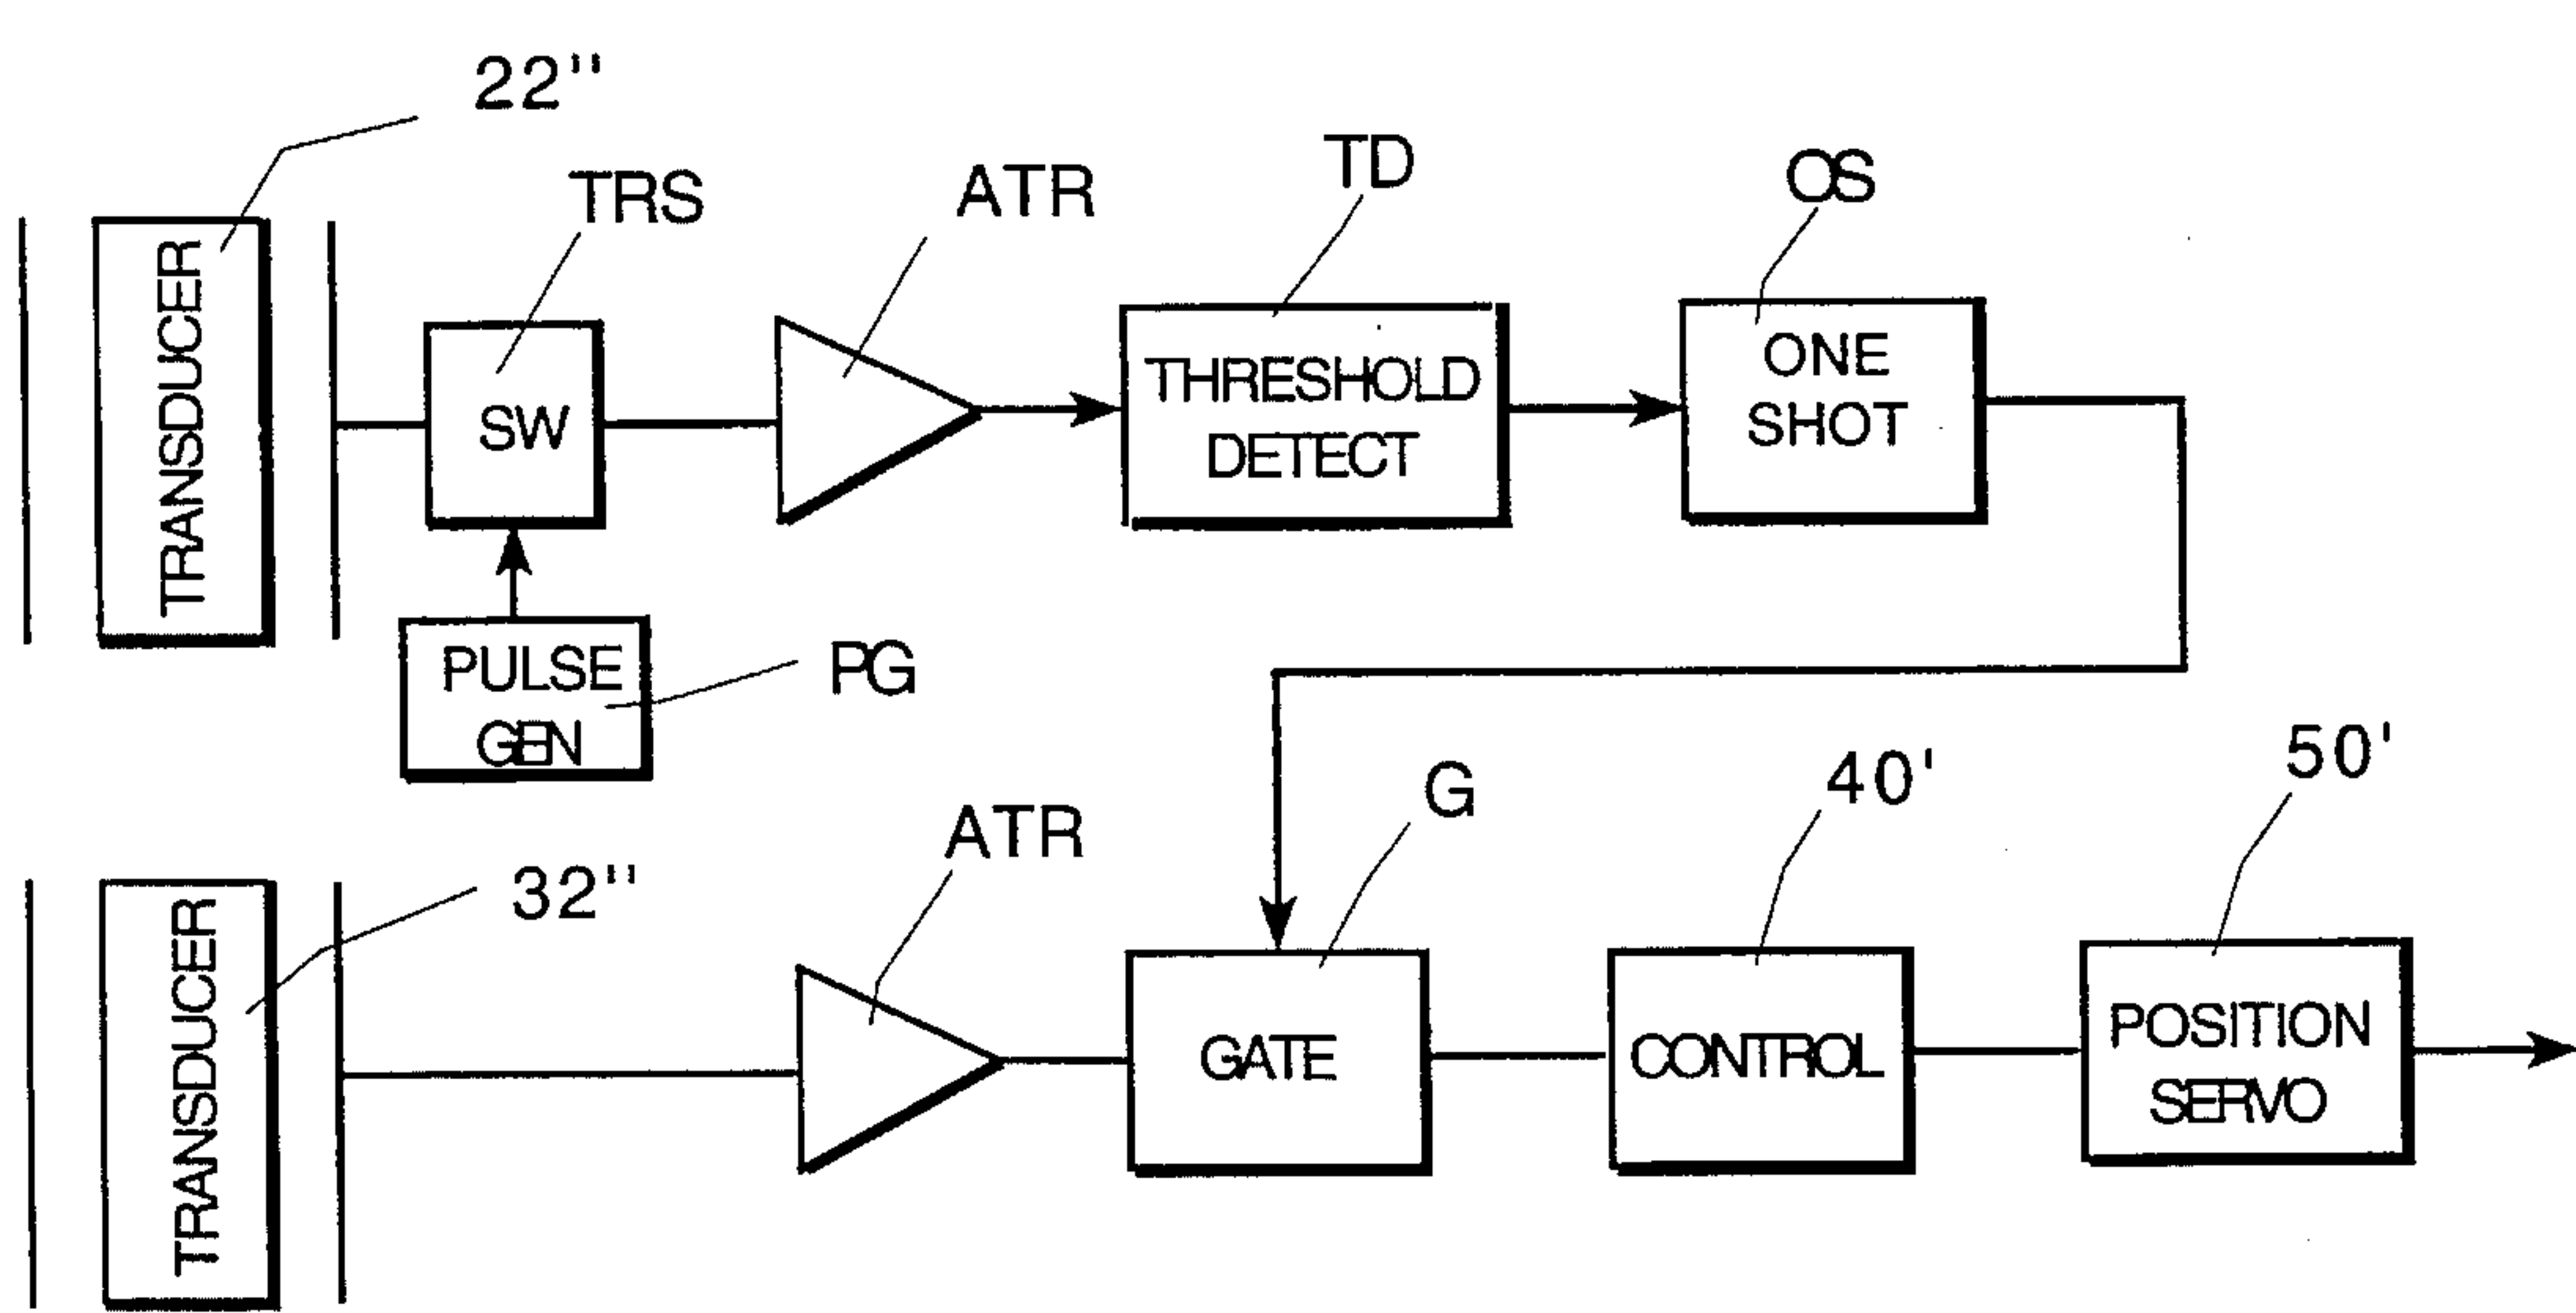 22"
TRS
ATR
TD
OS
TRANSDUCER
SW
THRESHOLD
DETECT
ONE
SHOT
PULSE
GEN
PG
32"
ATR
G
40'
50'
TRANSDUCER
GATE
CONTROL
POSITION
SERVO